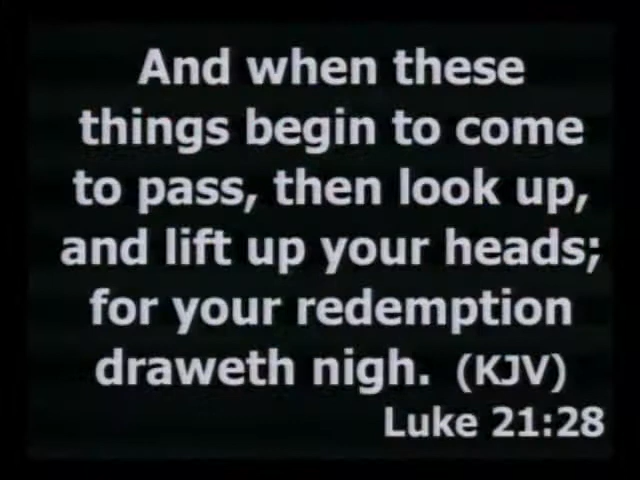 And when these
things begin to come
to pass, then look up,
and lift up your heads;
for your redemption
draweth nigh. (KJV)
Luke 21:28